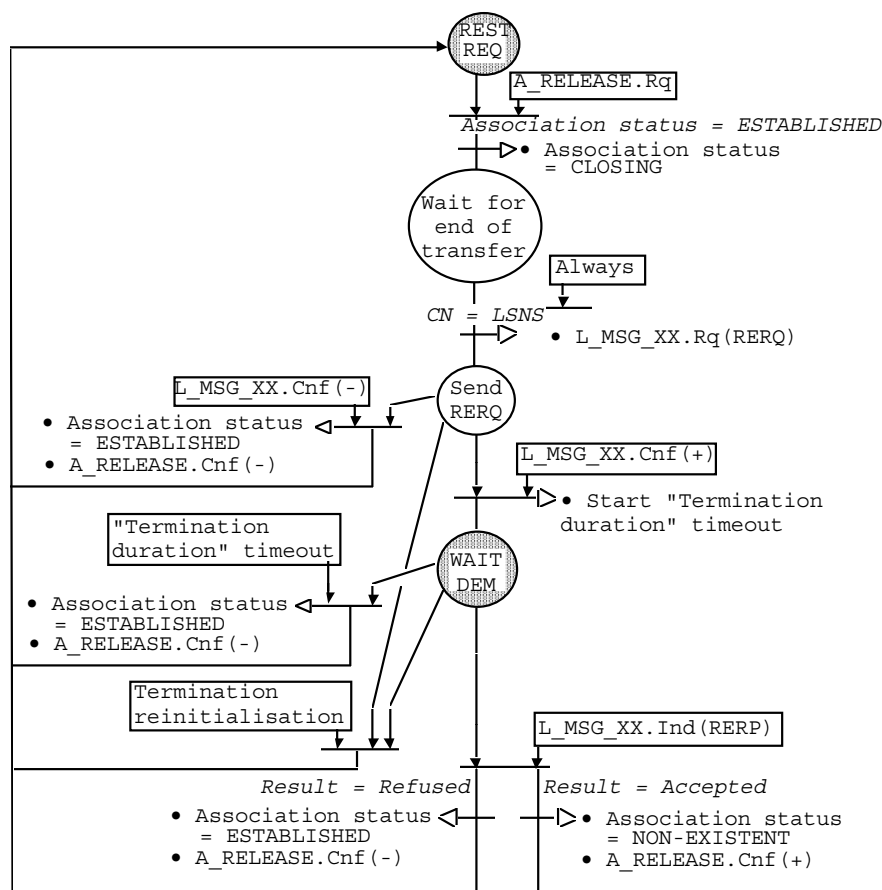 REST
REQ
A_RELEASE.Rq
Association status = ESTABLISHED
• Association status
= CLOSING
Wait for
end of
transfer
Always
CN = LSNS
• L_MSG_XX.Rq(RERQ)
L_MSG_XX.Cnf(-)
Send
RERQ
• Association status
= ESTABLISHED
• A_RELEASE.Cnf(-)
L_MSG_XX.Cnf(+)
• Start "Termination
duration" timeout
"Termination
duration" timeout
WAIT
DEM
• Association status
= ESTABLISHED
• A_RELEASE.Cnf(-)
Termination
reinitialisation
L_MSG_XX.Ind(RERP)
Result = Refused
Result = Accepted
• Association status
= ESTABLISHED
• A_RELEASE.Cnf(-)
• Association status
= NON-EXISTENT
• A_RELEASE.Cnf(+)